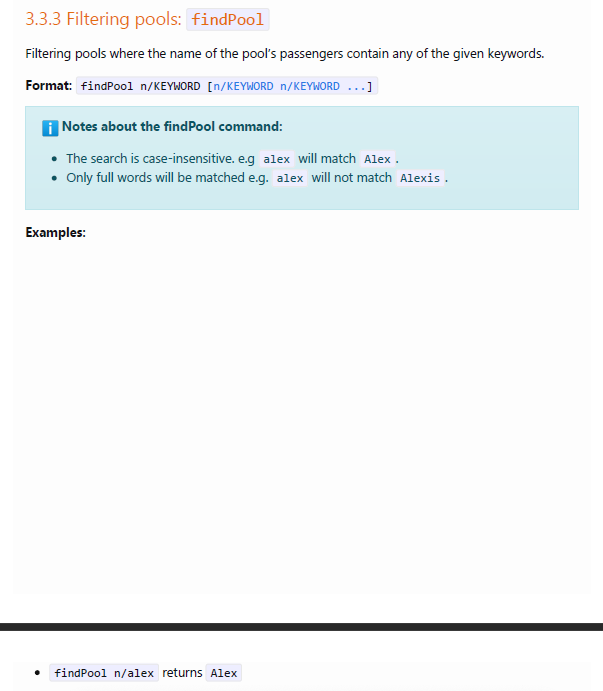 3.3.3 Filtering pools: findPool
Filtering pools where the name of the pool's passengers contain any of the given keywords.
Format: findPool n/KEYWORD [n/KEYWORD n/KEYWORD ...]
Notes about the findPool command:
• The search is case-insensitive. e.g alex will match Alex .
• Only full words will be matched e.g. alex will not match Alexis .
Examples:
• findPool n/alex returns Alex